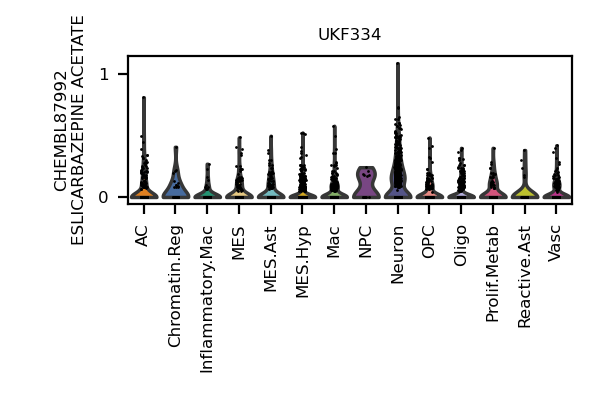 UKF334
CHEMBL87992
ESLICARBAZEPINE ACETATE
1
0
AC
Chromatin.Reg
Inflammatory.Mac
MES
MES.Ast
MES.Hyp
Mac
NPC
Neuron
OPC
Oligo
Prolif.Metab
Reactive.Ast
Vasc